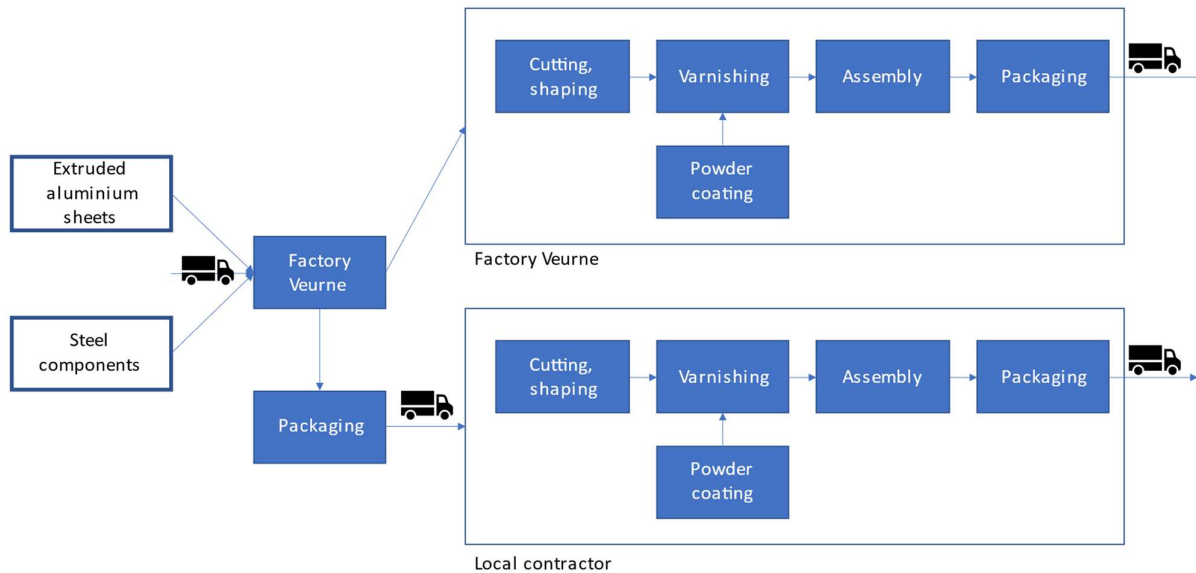 Cutting,
shaping
Varnishing
Assembly
Packaging
Powder
coating
Factory Veurne
Extruded
aluminium
sheets
Factory
Veurne
Steel
components
Packaging
Cutting,
shaping
Varnishing
Assembly
Packaging
Powder
coating
Local contractor